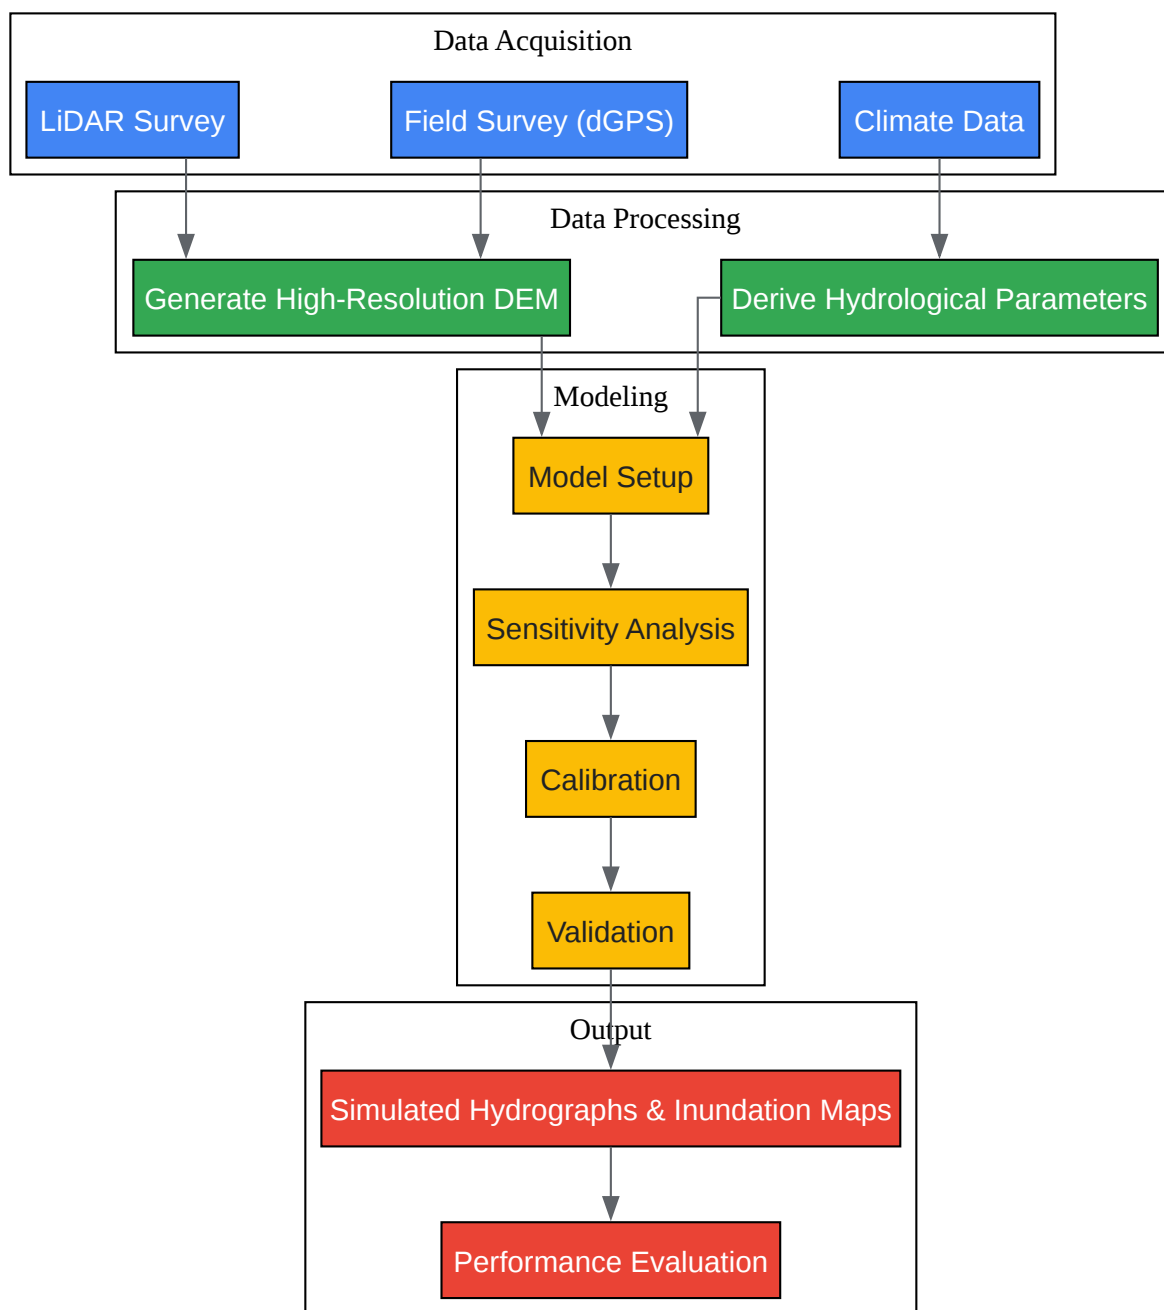 Data Acquisition
LiDAR Survey
Field Survey (dGPS)
Climate Data
Data Processing
Generate High-Resolution DEM
Derive Hydrological Parameters
Modeling
Model Setup
Sensitivity Analysis
Calibration
Validation
Output
Simulated Hydrographs & Inundation Maps
Performance Evaluation